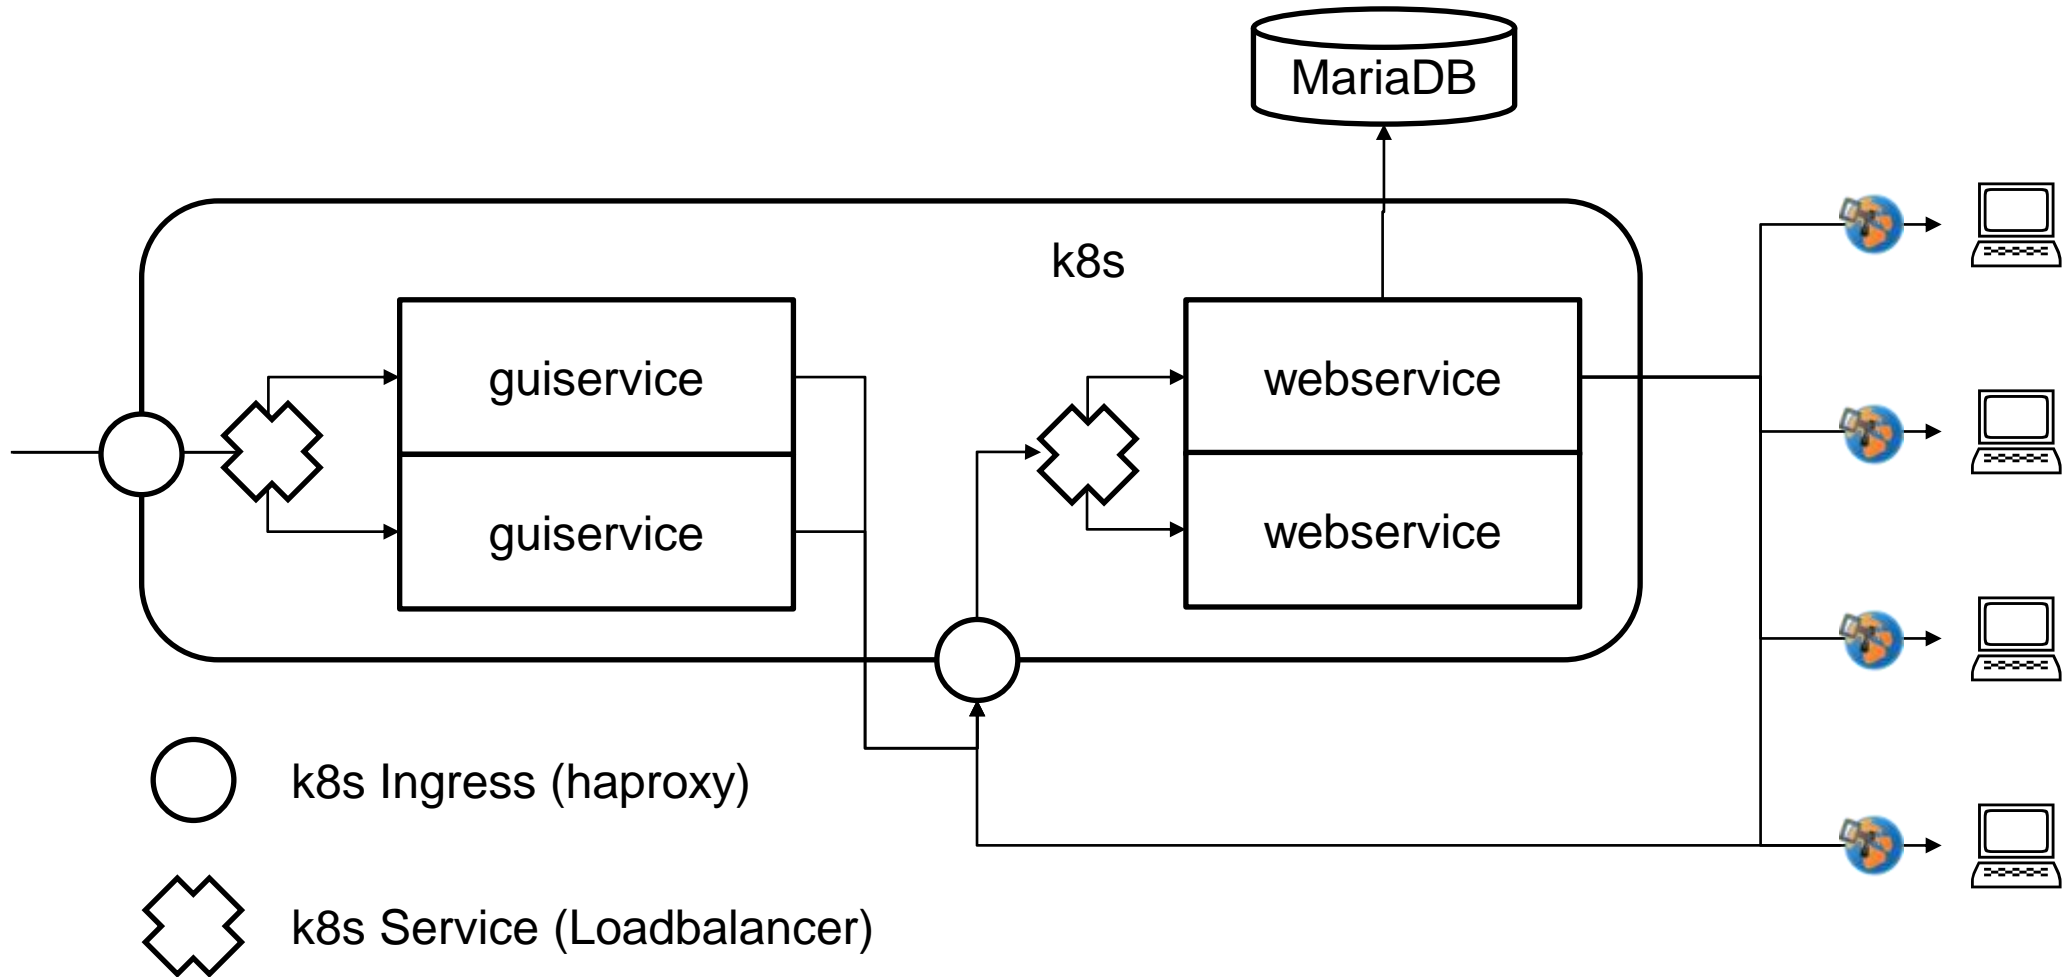 MariaDB
k8s
guiservice
webservice
guiservice
webservice
k8s Ingress (haproxy)
k8s Service (Loadbalancer)